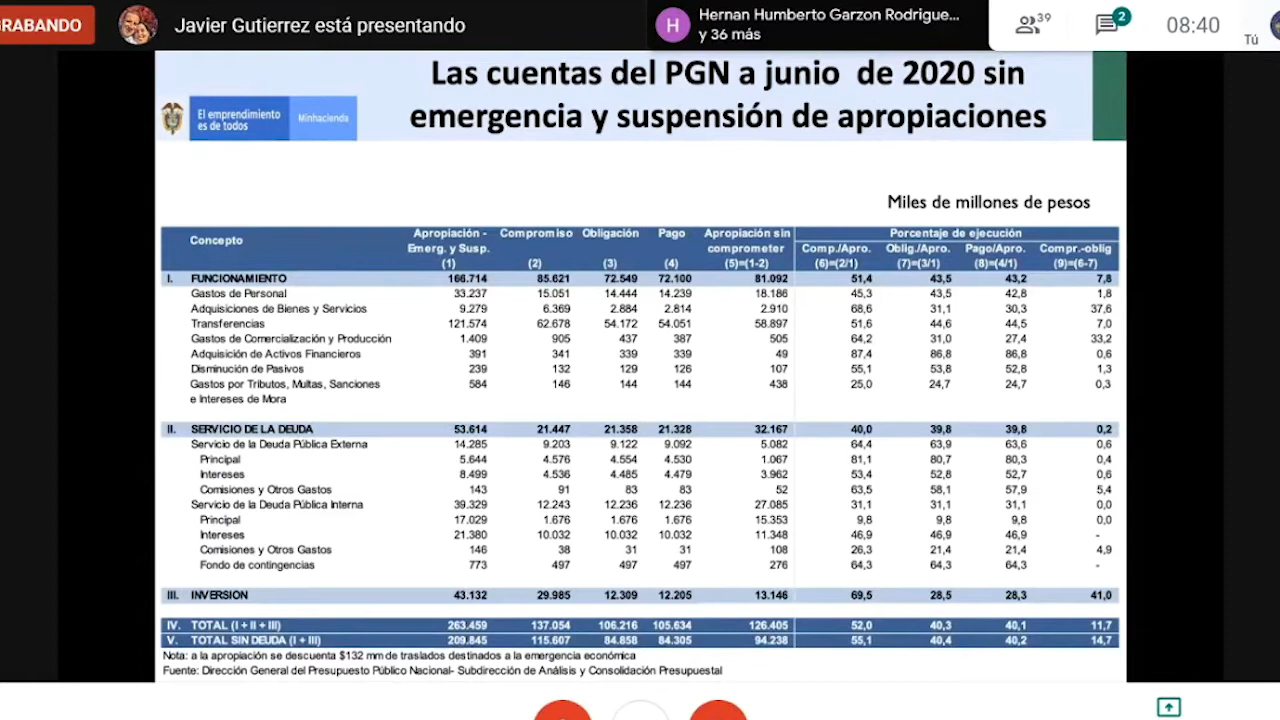 GRABANDO
Javier Gutierrez está presentando
H
Hernan Humberto Garzon Rodrigue...
y 36 más
39
2
08:40
Tú
Las cuentas del PGN a junio de 2020 sin
emergencia y suspensión de apropiaciones
El emprendimiento
es de todos
Minhacienda
Miles de millones de pesos
Concepto
Apropiación - Compromiso Obligación Pago Apropiación sin Porcentaje de ejecución
Emerg. y Susp. comprometer Comp./Apro. Oblig./Apro. Pago/Apro. Compr.-oblig
(1) (2) (3) (4) (5)=(1-2) (6)=(2/1) (7)=(3/1) (8)=(4/1) (9)=(6-7)
I. FUNCIONAMIENTO 166.714 85.621 72.549 72.100 81.092 51,4 43,5 43,2 7,8
Gastos de Personal 33.237 15.051 14.444 14.239 18.186 45,3 43,5 42,8 1,8
Adquisiciones de Bienes y Servicios 9.279 6.369 2.884 2.814 2.910 68,6 31,1 30,3 37,6
Transferencias 121.574 62.678 54.172 54.051 58.897 51,6 44,6 44,5 7,0
Gastos de Comercialización y Producción 1.409 905 437 387 505 64,2 31,0 27,4 33,2
Adquisición de Activos Financieros 391 341 339 339 49 87,4 86,8 86,8 0,6
Disminución de Pasivos 239 132 129 126 107 55,1 53,8 52,8 1,3
Gastos por Tributos, Multas, Sanciones 584 146 144 144 438 25,0 24,7 24,7 0,3
e Intereses de Mora
II. SERVICIO DE LA DEUDA 53.614 21.447 21.358 21.328 32.167 40,0 39,8 39,8 0,2
Servicio de la Deuda Pública Externa 14.285 9.203 9.122 9.092 5.082 64,4 63,9 63,6 0,6
Principal 5.644 4.576 4.554 4.530 1.067 81,1 80,7 80,3 0,4
Intereses 8.499 4.536 4.485 4.479 3.962 53,4 52,8 52,7 0,6
Comisiones y Otros Gastos 143 91 83 83 52 63,5 58,1 57,9 5,4
Servicio de la Deuda Pública Interna 39.329 12.243 12.236 12.236 27.085 31,1 31,1 31,1 0,0
Principal 17.029 1.676 1.676 1.676 15.353 9,8 9,8 9,8 0,0
Intereses 21.380 10.032 10.032 10.032 11.348 46,9 46,9 46,9 -
Comisiones y Otros Gastos 146 38 31 31 108 26,3 21,4 21,4 4,9
Fondo de contingencias 773 497 497 497 276 64,3 64,3 64,3 -
III. INVERSION 43.132 29.985 12.309 12.205 13.146 69,5 28,5 28,3 41,0
IV. TOTAL (I + II + III) 263.459 137.054 106.216 105.634 126.405 52,0 40,3 40,1 11,7
V. TOTAL SIN DEUDA (I + III) 209.845 115.607 84.858 84.305 94.238 55,1 40,4 40,2 14,7
Nota: a la apropiación se descuenta $132 mm de traslados destinados a la emergencia económica
Fuente: Dirección General del Presupuesto Público Nacional- Subdirección de Análisis y Consolidación Presupuestal